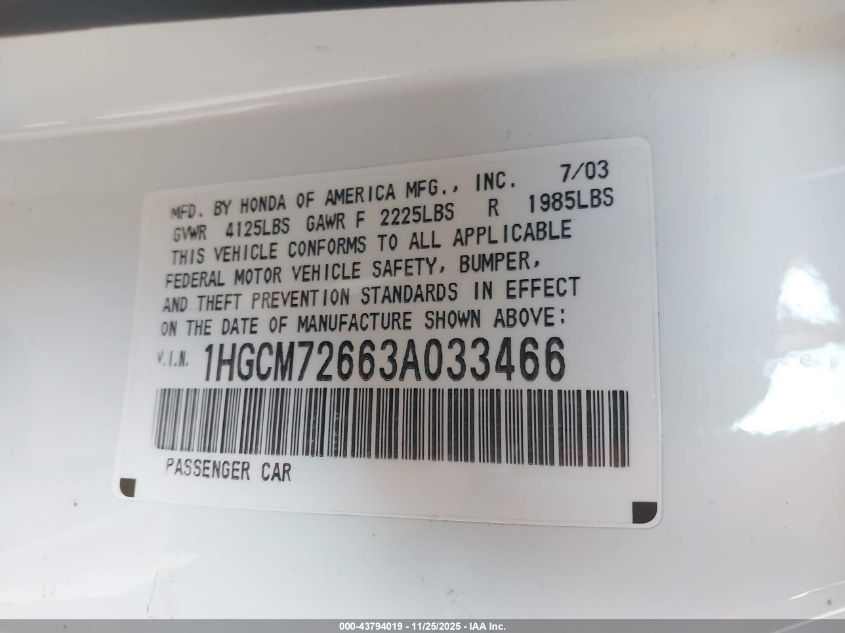 MFD. BY HONDA OF AMERICA MFG., INC. 7/03
GVWR 4125LBS GAWR F 2225LBS R 1985LBS
THIS VEHICLE CONFORMS TO ALL APPLICABLE
FEDERAL MOTOR VEHICLE SAFETY, BUMPER,
AND THEFT PREVENTION STANDARDS IN EFFECT
ON THE DATE OF MANUFACTURE SHOWN ABOVE:
V.I.N. 1HGCM72663A033466
PASSENGER CAR
000-43794019 - 11/25/2025 - IAA Inc.